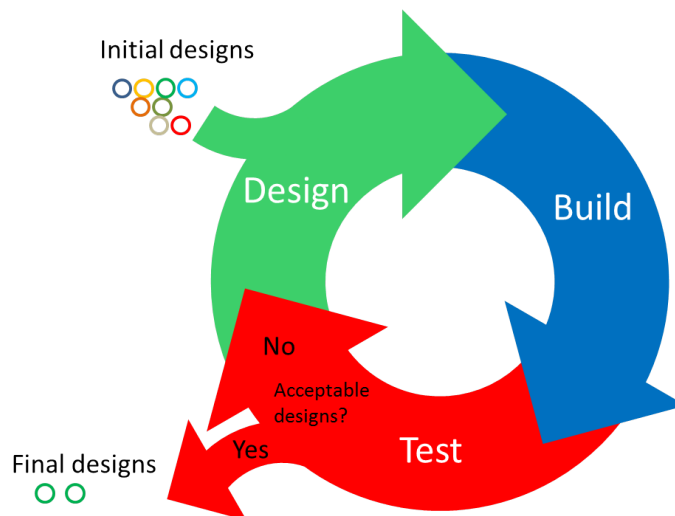 Initial designs
Design
Build
No
Acceptable
designs?
Yes
Test
Final designs